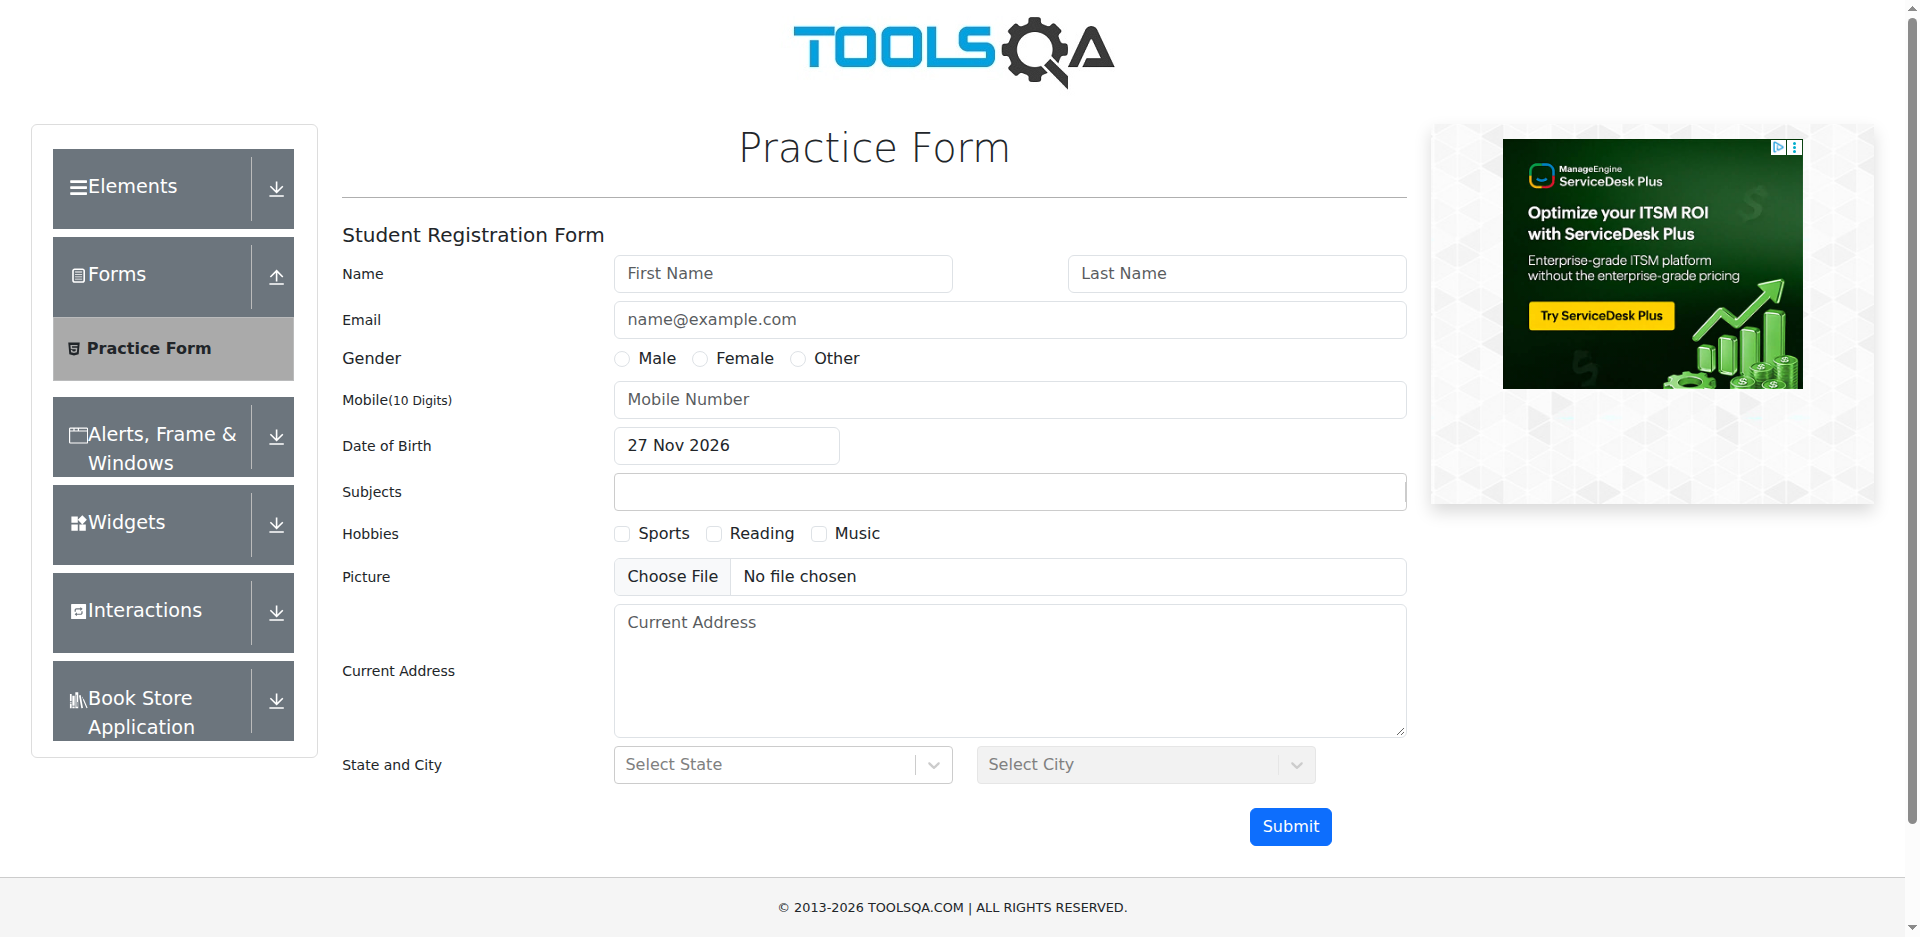 TOOLSQA
Elements
Forms
Practice Form
Alerts, Frame &
Windows
Widgets
Interactions
Book Store
Application
Practice Form
Student Registration Form
Name First Name Last Name
Email name@example.com
Gender Male Female Other
Mobile(10 Digits) Mobile Number
Date of Birth 27 Nov 2026
Subjects
Hobbies Sports Reading Music
Picture Choose File No file chosen
Current Address Current Address
State and City Select State Select City
Submit
ManageEngine
ServiceDesk Plus
Optimize your ITSM ROI
with ServiceDesk Plus
Enterprise-grade ITSM platform
without the enterprise-grade pricing
Try ServiceDesk Plus
© 2013-2026 TOOLSQA.COM | ALL RIGHTS RESERVED.